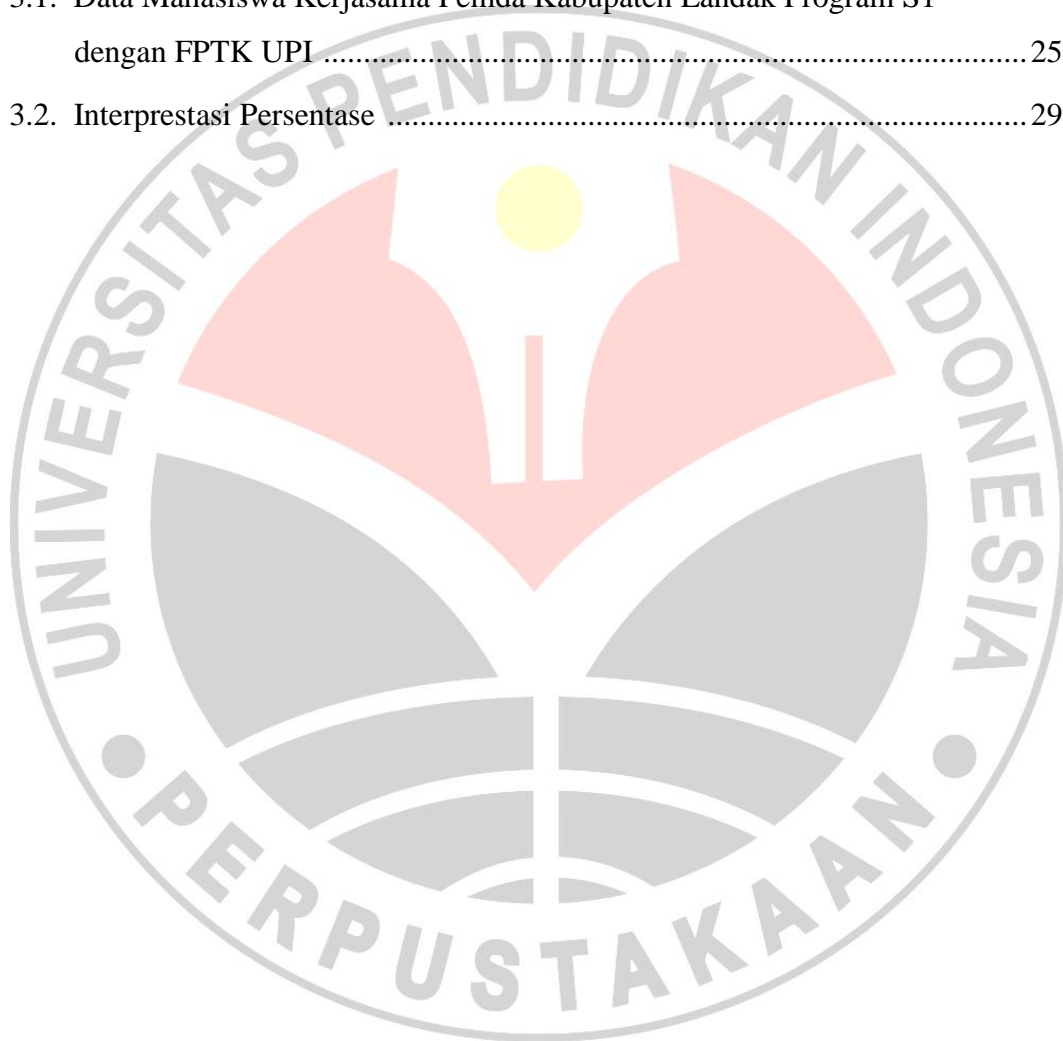 3.1. Data Mahasiswa Kerjasama Pemda Kabupaten Landak Program S1
dengan FPTK UPI ........................................................................................... 25
3.2. Interprestasi Persentase ................................................................................. 29
UNIVERSITAS PENDIDIKAN INDONESIA
PERPUSTAKAAN